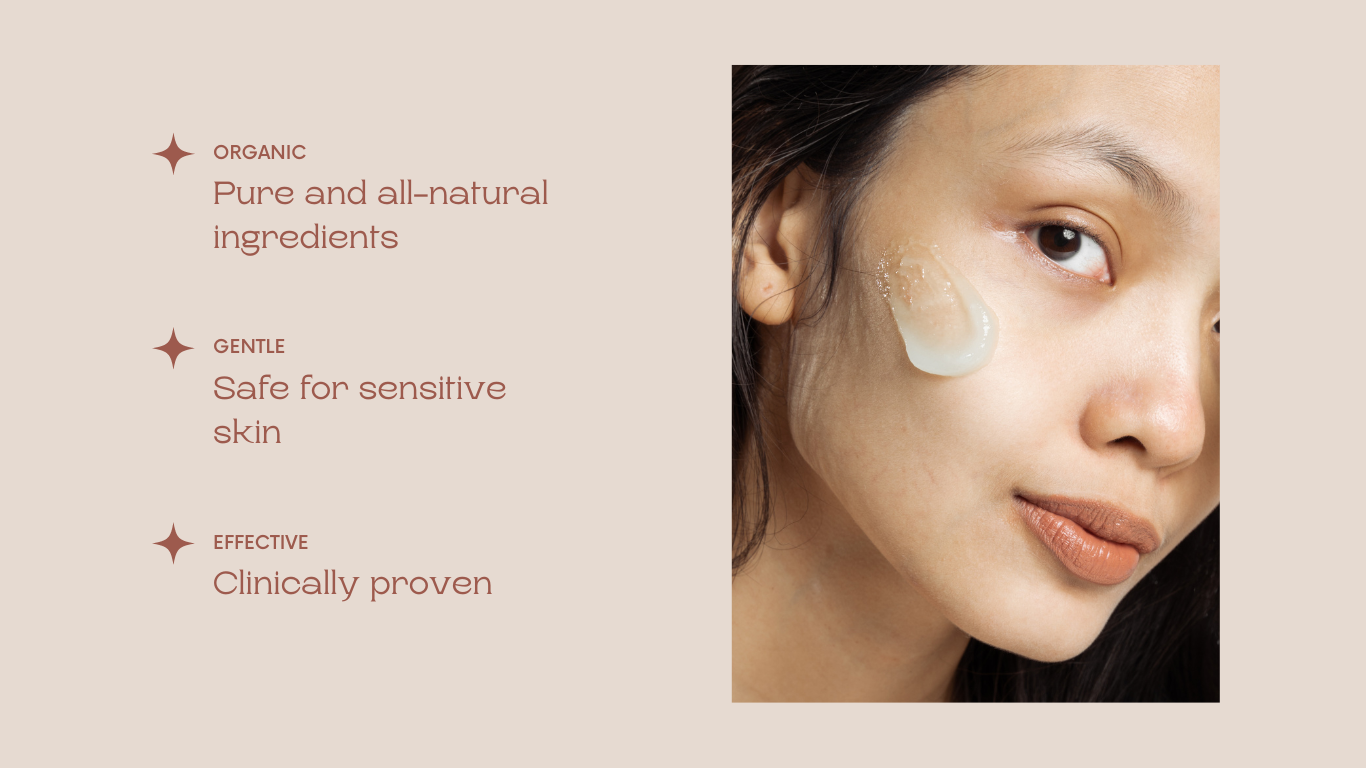 ORGANIC
Pure and all-natural
ingredients
GENTLE
Safe for sensitive
skin
EFFECTIVE
Clinically proven